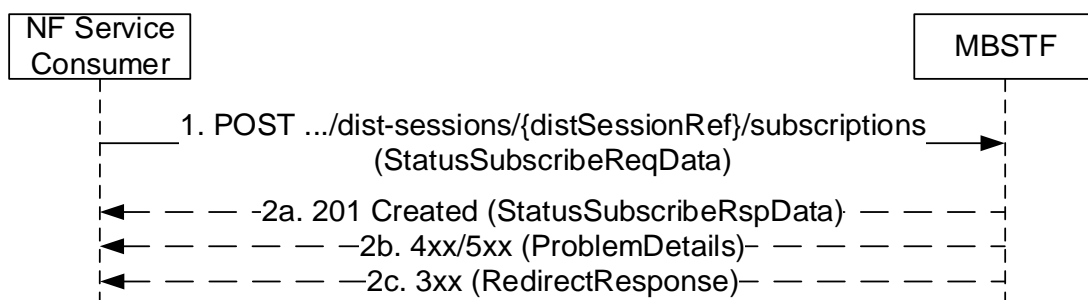 NF Service
Consumer
MBSTF
1. POST .../dist-sessions/{distSessionRef}/subscriptions
(StatusSubscribeReqData)
2a. 201 Created (StatusSubscribeRspData)
2b. 4xx/5xx (ProblemDetails)
2c. 3xx (RedirectResponse)